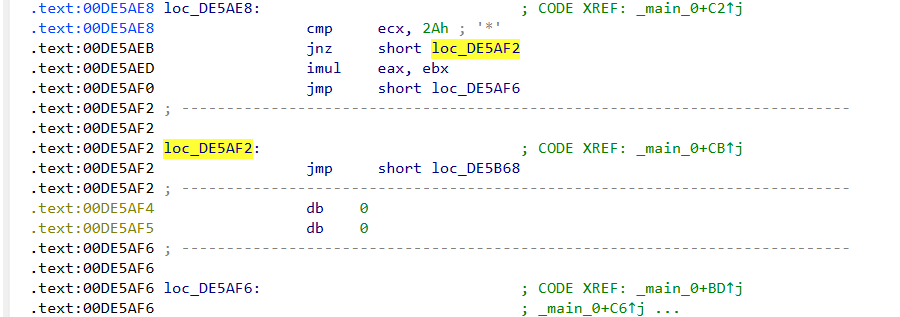 .text:00DE5AE8 loc_DE5AE8: ; CODE XREF: _main_0+C2↑j
.text:00DE5AE8 cmp ecx, 2Ah ; '*'
.text:00DE5AEB jnz short loc_DE5AF2
.text:00DE5AED imul eax, ebx
.text:00DE5AF0 jmp short loc_DE5AF6
.text:00DE5AF2 ; ---------------------------------------------------------------------------
.text:00DE5AF2
.text:00DE5AF2 loc_DE5AF2: ; CODE XREF: _main_0+CB↑j
.text:00DE5AF2 jmp short loc_DE5B68
.text:00DE5AF2 ; ---------------------------------------------------------------------------
.text:00DE5AF4 db 0
.text:00DE5AF5 db 0
.text:00DE5AF6 ; ---------------------------------------------------------------------------
.text:00DE5AF6
.text:00DE5AF6 loc_DE5AF6: ; CODE XREF: _main_0+BD↑j
.text:00DE5AF6 ; _main_0+C6↑j ...